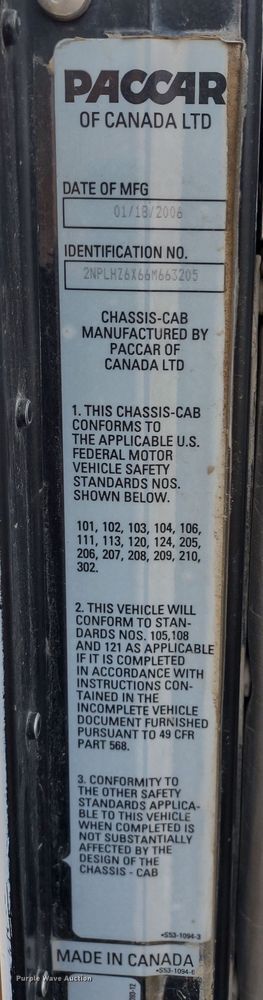 PACCAR
OF CANADA LTD
DATE OF MFG
01/18/2006
IDENTIFICATION NO.
2NPLHZ6X66M663205
CHASSIS-CAB
MANUFACTURED BY
PACCAR OF
CANADA LTD
1. THIS CHASSIS-CAB
CONFORMS TO
THE APPLICABLE U.S.
FEDERAL MOTOR
VEHICLE SAFETY
STANDARDS NOS.
SHOWN BELOW.
101, 102, 103, 104, 106,
111, 113, 120, 124, 205,
206, 207, 208, 209, 210,
302.
2. THIS VEHICLE WILL
CONFORM TO STAN-
DARDS NOS. 105,108
AND 121 AS APPLICABLE
IF IT IS COMPLETED
IN ACCORDANCE WITH
INSTRUCTIONS CON-
TAINED IN THE
INCOMPLETE VEHICLE
DOCUMENT FURNISHED
PURSUANT TO 49 CFR
PART 568.
3. CONFORMITY TO
THE OTHER SAFETY
STANDARDS APPLICA-
BLE TO THIS VEHICLE
WHEN COMPLETED IS
NOT SUBSTANTIALLY
AFFECTED BY THE
DESIGN OF THE
CHASSIS - CAB
•S53-1094-3
MADE IN CANADA
•S53-1094-6
Purple Wave Auction